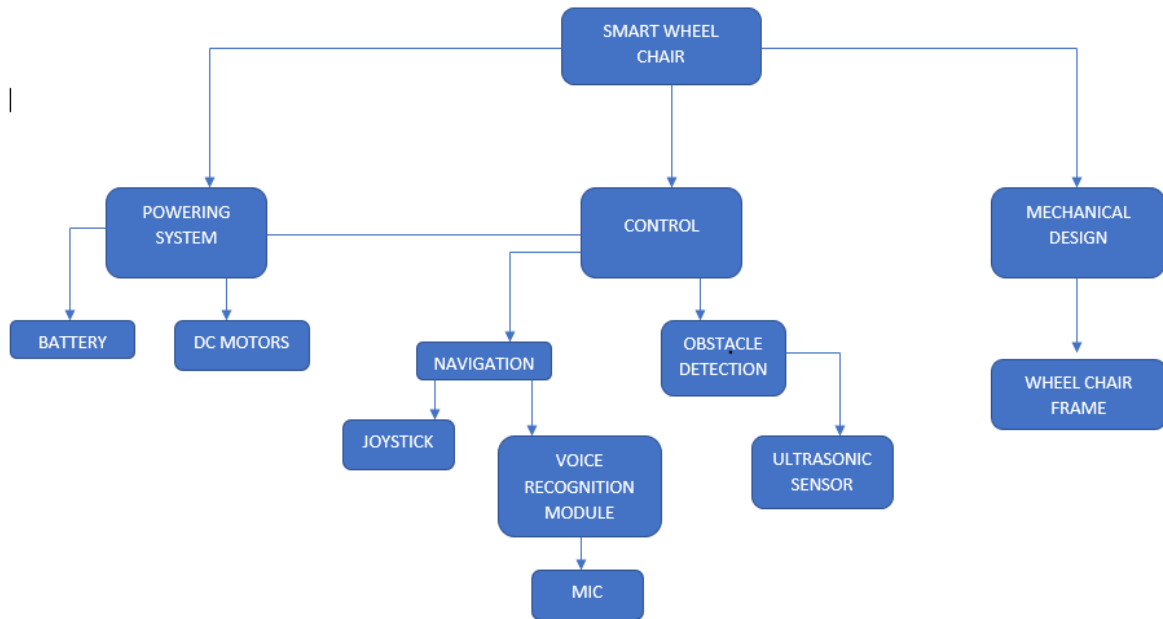 SMART WHEEL
CHAIR
POWERING
SYSTEM
CONTROL
MECHANICAL
DESIGN
BATTERY
DC MOTORS
NAVIGATION
OBSTACLE
DETECTION
WHEEL CHAIR
FRAME
JOYSTICK
VOICE
RECOGNITION
MODULE
ULTRASONIC
SENSOR
MIC